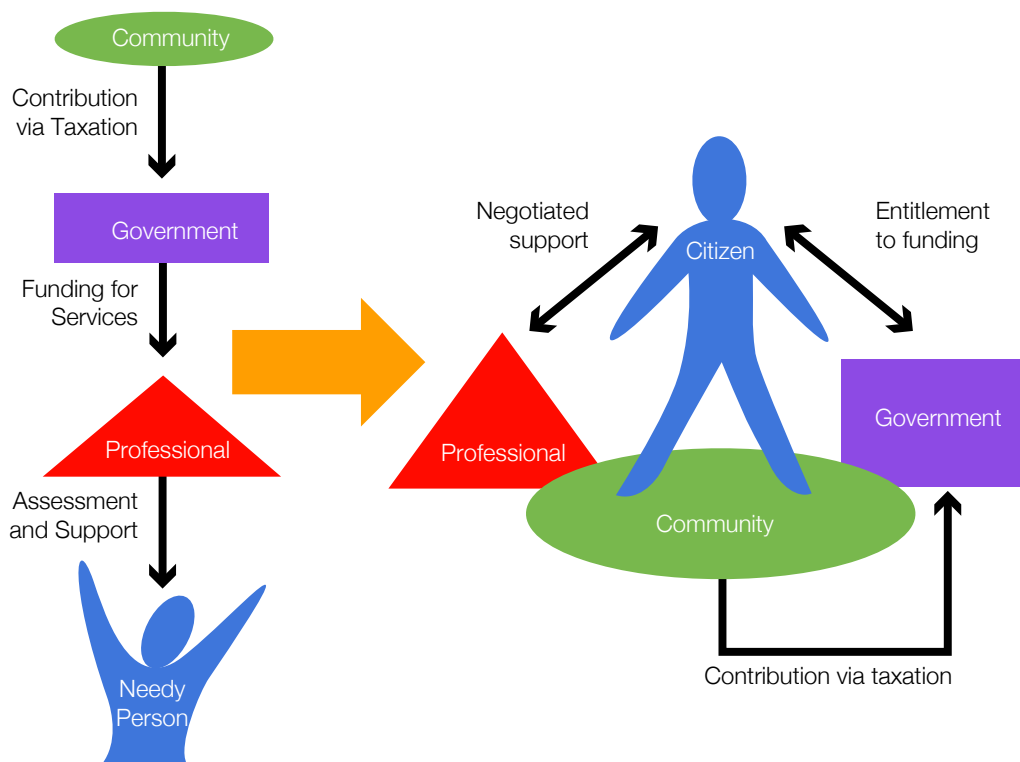 Community
Contribution
via Taxation
Government
Funding for
Services
Professional
Assessment
and Support
Needy
Person
Negotiated
support
Citizen
Entitlement
to funding
Professional
Government
Community
Contribution via taxation